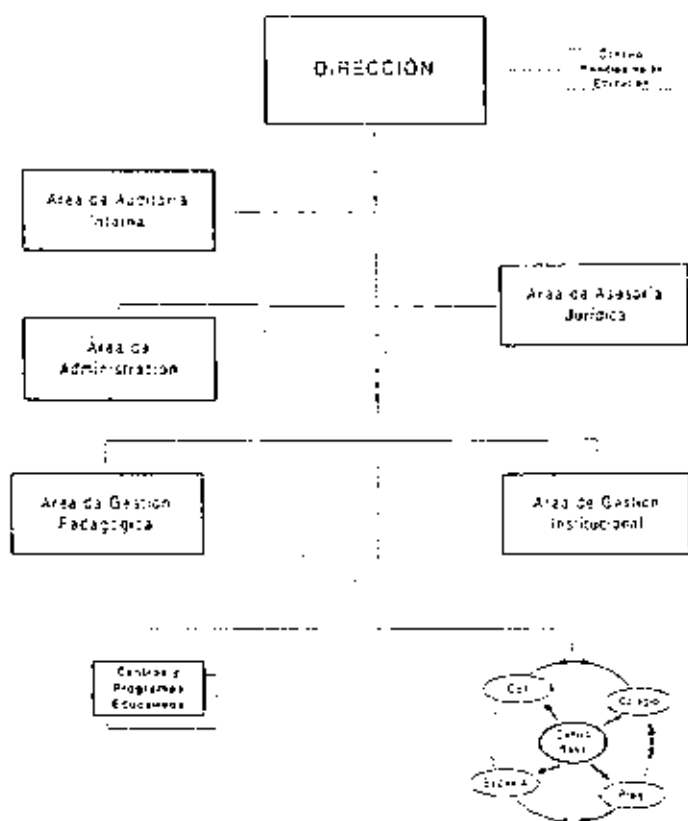 DIRECCIÓN
Área de Auditoría
Interna
Área de Asesoría
Jurídica
Área de
Administración
Área de Gestión
Pedagógica
Área de Gestión
Institucional
Centros y
Programas
Educativos
Colegio